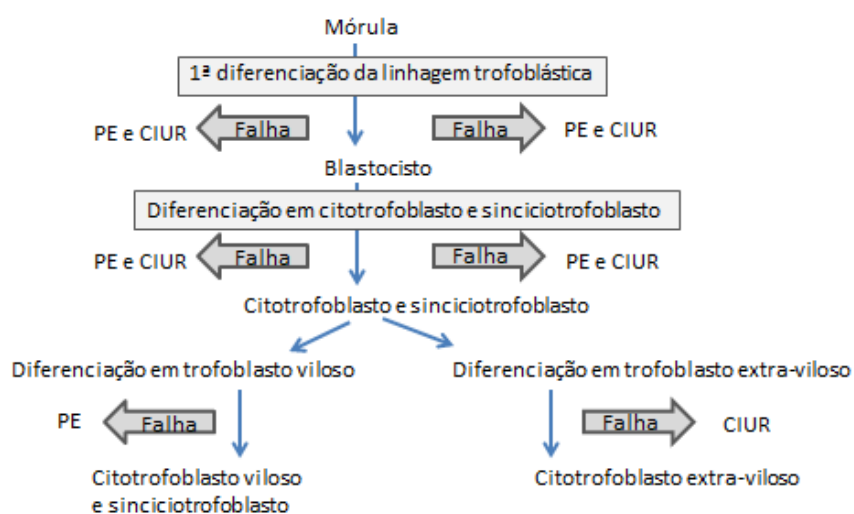 Mórula
1ª diferenciação da linhagem trofoblástica
PE e CIUR Falha Falha PE e CIUR
Blastocisto
Diferenciação em citotrofoblasto e sinciciotrofoblasto
PE e CIUR Falha Falha PE e CIUR
Citotrofoblasto e sinciciotrofoblasto
Diferenciação em trofoblasto viloso
Diferenciação em trofoblasto extra-viloso
PE Falha
Falha CIUR
Citotrofoblasto viloso
e sinciciotrofoblasto
Citotrofoblasto extra-viloso